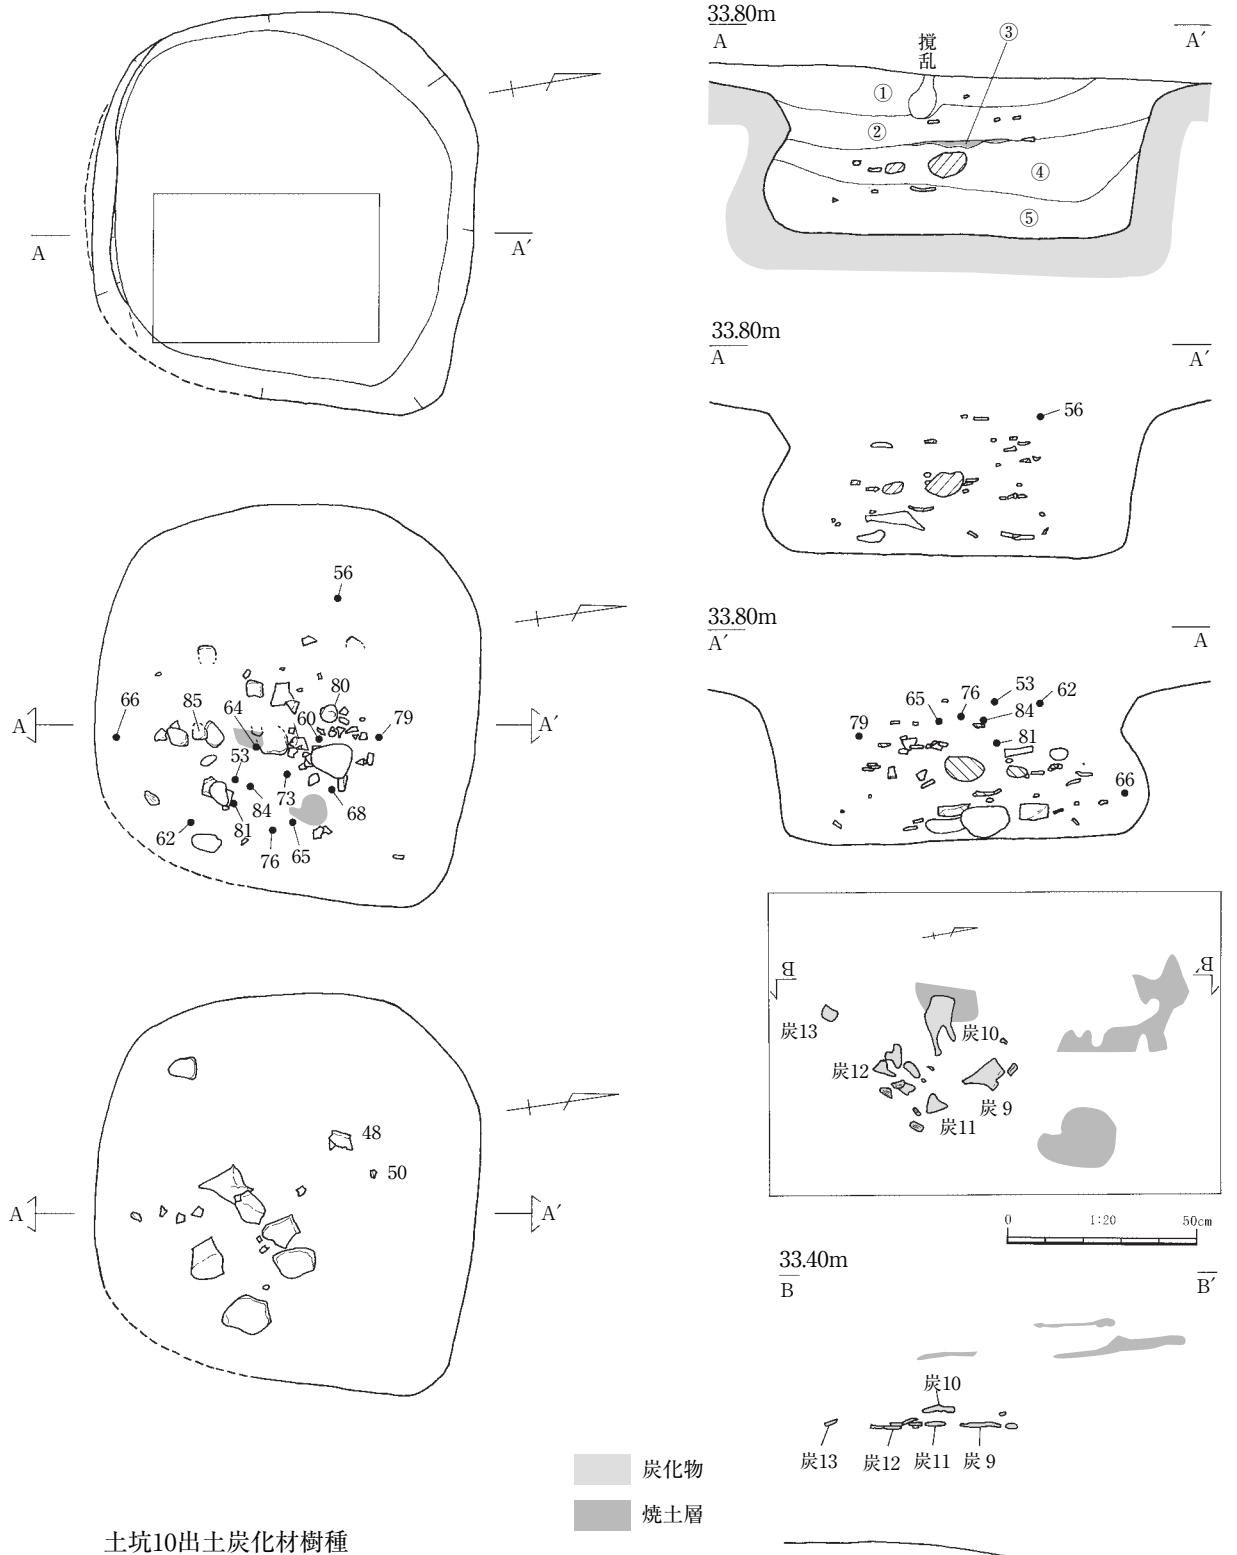 A
A′
33.80m
A
A′
撹乱
①
②
③
④
⑤
33.80m
A
A′
56
56
66
85
64
80
60
79
53
84
73
68
81
62
76
65
A
A′
33.80m
A′
A
79
65
76
53
84
62
81
66
B
B′
炭13
炭10
炭12
炭9
炭11
0
1:20
50cm
48
50
A
A′
33.40m
B
B′
炭10
炭13
炭12
炭11
炭9
炭化物
焼土層
土坑10出土炭化材樹種